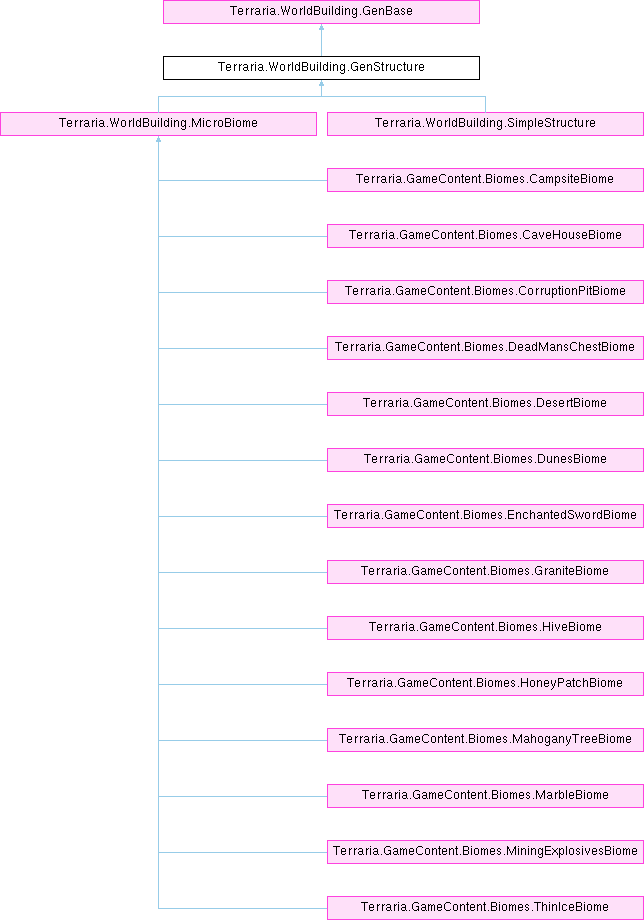 Terraria.WorldBuilding.GenBase
Terraria.WorldBuilding.GenStructure
Terraria.WorldBuilding.MicroBiome
Terraria.WorldBuilding.SimpleStructure
Terraria.GameContent.Biomes.CampsiteBiome
Terraria.GameContent.Biomes.CaveHouseBiome
Terraria.GameContent.Biomes.CorruptionPitBiome
Terraria.GameContent.Biomes.DeadMansChestBiome
Terraria.GameContent.Biomes.DesertBiome
Terraria.GameContent.Biomes.DunesBiome
Terraria.GameContent.Biomes.EnchantedSwordBiome
Terraria.GameContent.Biomes.GraniteBiome
Terraria.GameContent.Biomes.HiveBiome
Terraria.GameContent.Biomes.HoneyPatchBiome
Terraria.GameContent.Biomes.MahoganyTreeBiome
Terraria.GameContent.Biomes.MarbleBiome
Terraria.GameContent.Biomes.MiningExplosivesBiome
Terraria.GameContent.Biomes.ThinIceBiome